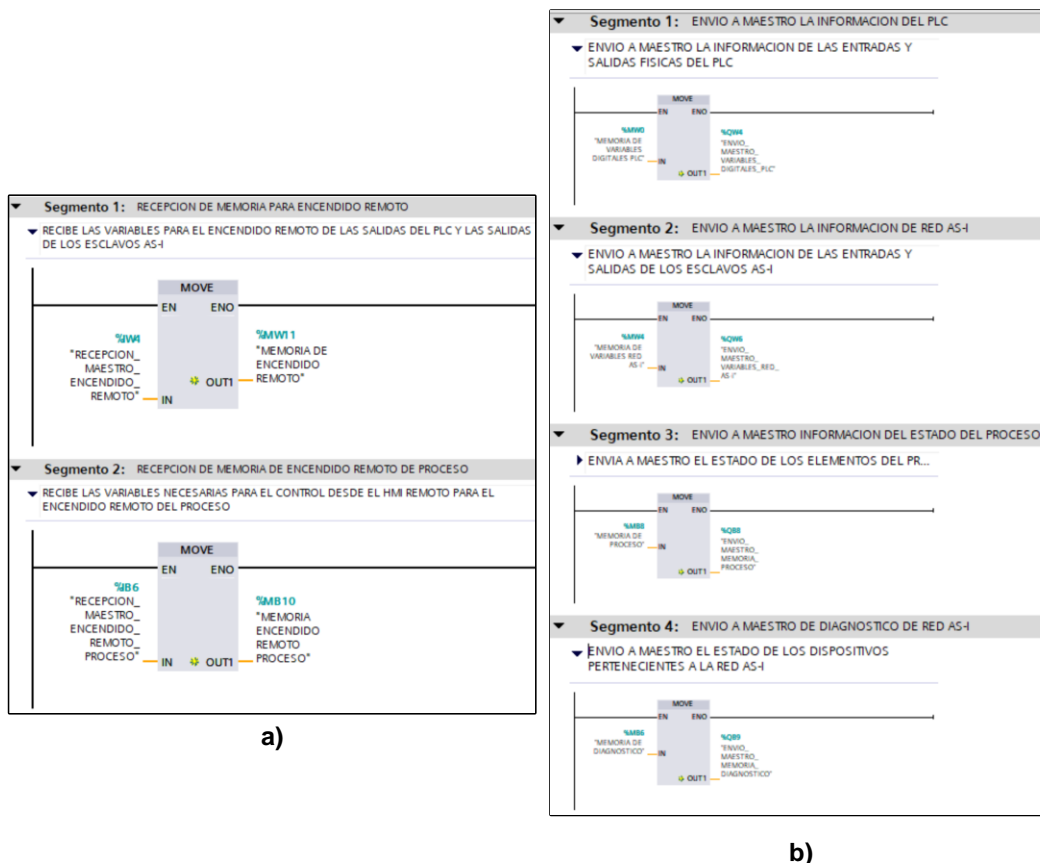 Segmento 1: RECEPCION DE MEMORIA PARA ENCENDIDO REMOTO
RECIBE LAS VARIABLES PARA EL ENCENDIDO REMOTO DE LAS SALIDAS DEL PLC Y LAS SALIDAS
DE LOS ESCLAVOS AS-I
MOVE
EN ENO
%IW4
"RECEPCION_
MAESTRO_
ENCENDIDO_
REMOTO"
IN
%MW11
"MEMORIA DE
ENCENDIDO
REMOTO"
OUT1
Segmento 2: RECEPCION DE MEMORIA DE ENCENDIDO REMOTO DE PROCESO
RECIBE LAS VARIABLES NECESARIAS PARA EL CONTROL DESDE EL HMI REMOTO PARA EL
ENCENDIDO REMOTO DEL PROCESO
MOVE
EN ENO
%IB6
"RECEPCION_
MAESTRO_
ENCENDIDO_
REMOTO_
PROCESO"
IN
%MB10
"MEMORIA
ENCENDIDO
REMOTO
PROCESO"
OUT1
a)
Segmento 1: ENVIO A MAESTRO LA INFORMACION DEL PLC
ENVIO A MAESTRO LA INFORMACION DE LAS ENTRADAS Y
SALIDAS FISICAS DEL PLC
MOVE
EN ENO
%MW0
"MEMORIA DE
VARIABLES
DIGITALES PLC"
IN
%QW4
"ENVIO_
MAESTRO_
VARIABLES_
DIGITALES_PLC"
OUT1
Segmento 2: ENVIO A MAESTRO LA INFORMACION DE RED AS-I
ENVIO A MAESTRO LA INFORMACION DE LAS ENTRADAS Y
SALIDAS DE LOS ESCLAVOS AS-I
MOVE
EN ENO
%MW4
"MEMORIA DE
VARIABLES RED
AS-I"
IN
%QW6
"ENVIO_
MAESTRO_
VARIABLES_RED_
AS-I"
OUT1
Segmento 3: ENVIO A MAESTRO INFORMACION DEL ESTADO DEL PROCESO
ENVIA A MAESTRO EL ESTADO DE LOS ELEMENTOS DEL PR...
MOVE
EN ENO
%MB8
"MEMORIA DE
PROCESO"
IN
%QB8
"ENVIO_
MAESTRO_
MEMORIA_
PROCESO"
OUT1
Segmento 4: ENVIO A MAESTRO DE DIAGNOSTICO DE RED AS-I
ENVIO A MAESTRO EL ESTADO DE LOS DISPOSITIVOS
PERTENECIENTES A LA RED AS-I
MOVE
EN ENO
%MB6
"MEMORIA DE
DIAGNOSTICO"
IN
%QB9
"ENVIO_
MAESTRO_
MEMORIA_
DIAGNOSTICO"
OUT1
b)